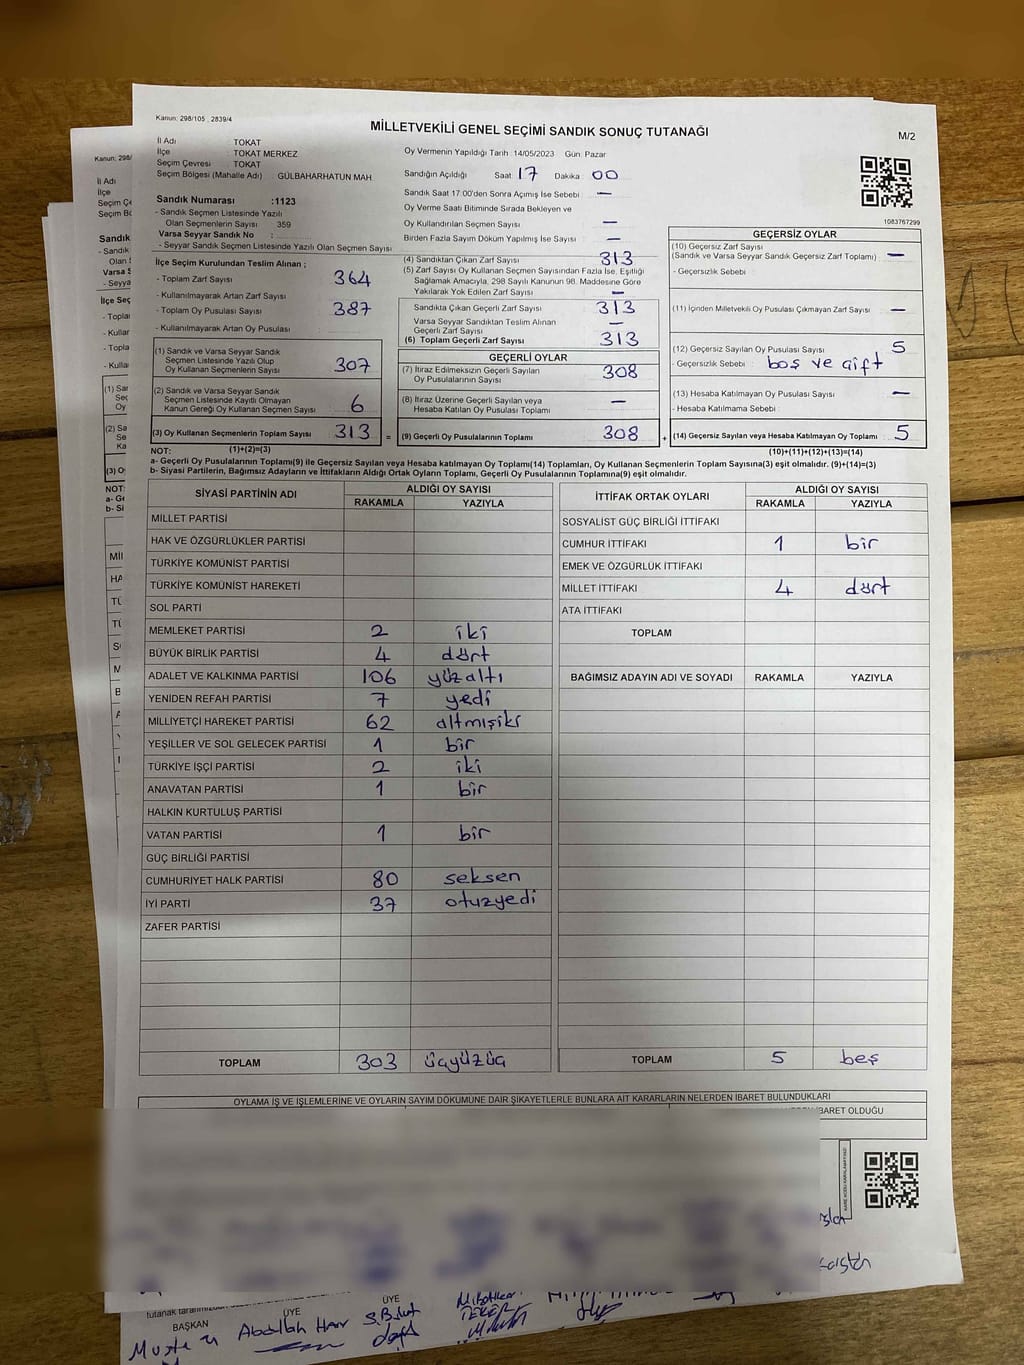 Kanun: 298/105 , 2839/4
MİLLETVEKİLİ GENEL SEÇİMİ SANDIK SONUÇ TUTANAĞI
M/2
İl Adı : TOKAT
İlçe : TOKAT MERKEZ
Seçim Çevresi : TOKAT
Seçim Bölgesi (Mahalle Adı) : GÜLBAHARHATUN MAH.
Oy Vermenin Yapıldığı Tarih :14/05/2023 Gün: Pazar
Sandığın Açıldığı Saat: 17 Dakika: 00
Sandık Saat 17:00'den Sonra Açımış İse Sebebi : —
Oy Verme Saati Bitiminde Sırada Bekleyen ve
Oy Kullandırılan Seçmen Sayısı : —
Birden Fazla Sayım Döküm Yapılmış İse Sayısı : —
1083767299
Sandık Numarası :1123
- Sandık Seçmen Listesinde Yazılı
Olan Seçmenlerin Sayısı : 359
Varsa Seyyar Sandık No :
- Seyyar Sandık Seçmen Listesinde Yazılı Olan Seçmen Sayısı
İlçe Seçim Kurulundan Teslim Alınan ;
- Toplam Zarf Sayısı : 364
- Kullanılmayarak Artan Zarf Sayısı :
- Toplam Oy Pusulası Sayısı : 387
- Kullanılmayarak Artan Oy Pusulası :
(1) Sandık ve Varsa Seyyar Sandık
Seçmen Listesinde Yazılı Olup
Oy Kullanan Seçmenlerin Sayısı : 307
(2) Sandık ve Varsa Seyyar Sandık
Seçmen Listesinde Kayıtlı Olmayan
Kanun Gereği Oy Kullanan Seçmen Sayısı : 6
(3) Oy Kullanan Seçmenlerin Toplam Sayısı : 313 =
(4) Sandıktan Çıkan Zarf Sayısı : 313
(5) Zarf Sayısı Oy Kullanan Seçmen Sayısından Fazla İse, Eşitliği
Sağlamak Amacıyla, 298 Sayılı Kanunun 98. Maddesine Göre
Yakılarak Yok Edilen Zarf Sayısı : —
Sandıkta Çıkan Geçerli Zarf Sayısı : 313
Varsa Seyyar Sandıktan Teslim Alınan
Geçerli Zarf Sayısı : —
(6) Toplam Geçerli Zarf Sayısı : 313
GEÇERLİ OYLAR
(7) İtiraz Edilmeksizin Geçerli Sayılan
Oy Pusulalarının Sayısı : 308
(8) İtiraz Üzerine Geçerli Sayılan veya
Hesaba Katılan Oy Pusulası Toplamı : —
(9) Geçerli Oy Pusulalarının Toplamı : 308 +
GEÇERSİZ OYLAR
(10) Geçersiz Zarf Sayısı
(Sandık ve Varsa Seyyar Sandık Geçersiz Zarf Toplamı) : —
- Geçersizlik Sebebi :
(11) İçinden Milletvekili Oy Pusulası Çıkmayan Zarf Sayısı : —
(12) Geçersiz Sayılan Oy Pusulası Sayısı : 5
- Geçersizlik Sebebi : boş ve çift
(13) Hesaba Katılmayan Oy Pusulası Sayısı : —
- Hesaba Katılmama Sebebi :
(14) Geçersiz Sayılan veya Hesaba Katılmayan Oy Toplamı : 5
NOT: (1)+(2)=(3) (10)+(11)+(12)+(13)=(14)
a- Geçerli Oy Pusulalarının Toplamı(9) ile Geçersiz Sayılan veya Hesaba katılmayan Oy Toplamı(14) Toplamları, Oy Kullanan Seçmenlerin Toplam Sayısına(3) eşit olmalıdır. (9)+(14)=(3)
b- Siyasi Partilerin, Bağımsız Adayların ve İttifakların Aldığı Oyların Toplamı, Geçerli Oy Pusulalarının Toplamına(9) eşit olmalıdır.
SİYASİ PARTİNİN ADI ALDIĞI OY SAYISI
RAKAMLA YAZIYLA
MİLLET PARTİSİ
HAK VE ÖZGÜRLÜKLER PARTİSİ
TÜRKİYE KOMÜNİST PARTİSİ
TÜRKİYE KOMÜNİST HAREKETİ
SOL PARTİ
MEMLEKET PARTİSİ 2 iki
BÜYÜK BİRLİK PARTİSİ 4 dört
ADALET VE KALKINMA PARTİSİ 106 yüzaltı
YENİDEN REFAH PARTİSİ 7 yedi
MİLLİYETÇİ HAREKET PARTİSİ 62 altmışiki
YEŞİLLER VE SOL GELECEK PARTİSİ 1 bir
TÜRKİYE İŞÇİ PARTİSİ 2 iki
ANAVATAN PARTİSİ 1 bir
HALKIN KURTULUŞ PARTİSİ
VATAN PARTİSİ 1 bir
GÜÇ BİRLİĞİ PARTİSİ
CUMHURİYET HALK PARTİSİ 80 seksen
İYİ PARTİ 37 otuzyedi
ZAFER PARTİSİ
TOPLAM 303 üçyüzüç
İTTİFAK ORTAK OYLARI ALDIĞI OY SAYISI
RAKAMLA YAZIYLA
SOSYALİST GÜÇ BİRLİĞİ İTTİFAKI
CUMHUR İTTİFAKI 1 bir
EMEK VE ÖZGÜRLÜK İTTİFAKI
MİLLET İTTİFAKI 4 dört
ATA İTTİFAKI
TOPLAM
BAĞIMSIZ ADAYIN ADI VE SOYADI RAKAMLA YAZIYLA
TOPLAM 5 beş
OYLAMA İŞ VE İŞLEMLERİNE VE OYLARIN SAYIM DÖKÜMÜNE DAİR ŞİKAYETLERLE BUNLARA AİT KARARLARIN NELERDEN İBARET BULUNDUKLARI
İBARET OLDUĞU
tutanak
BAŞKAN ÜYE ÜYE
Abdullah S.Bulut